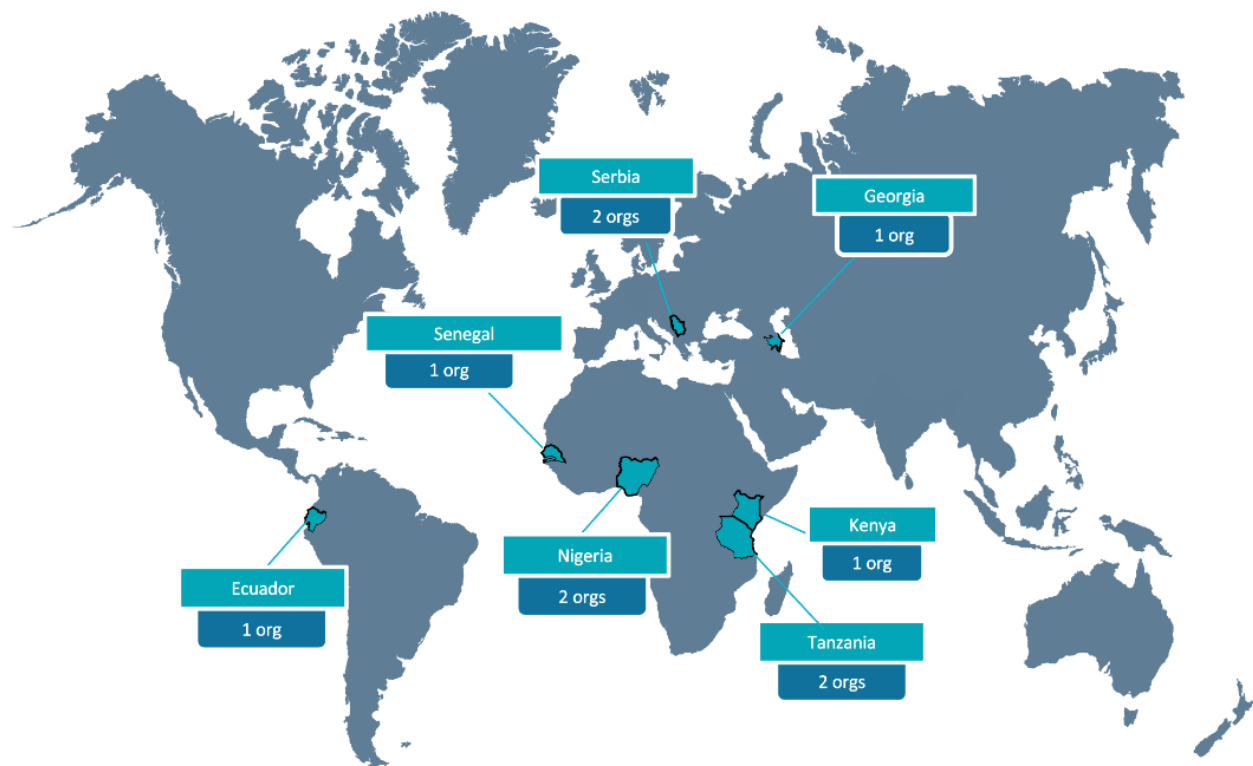 Serbia
2 orgs
Georgia
1 org
Senegal
1 org
Kenya
1 org
Nigeria
2 orgs
Ecuador
1 org
Tanzania
2 orgs